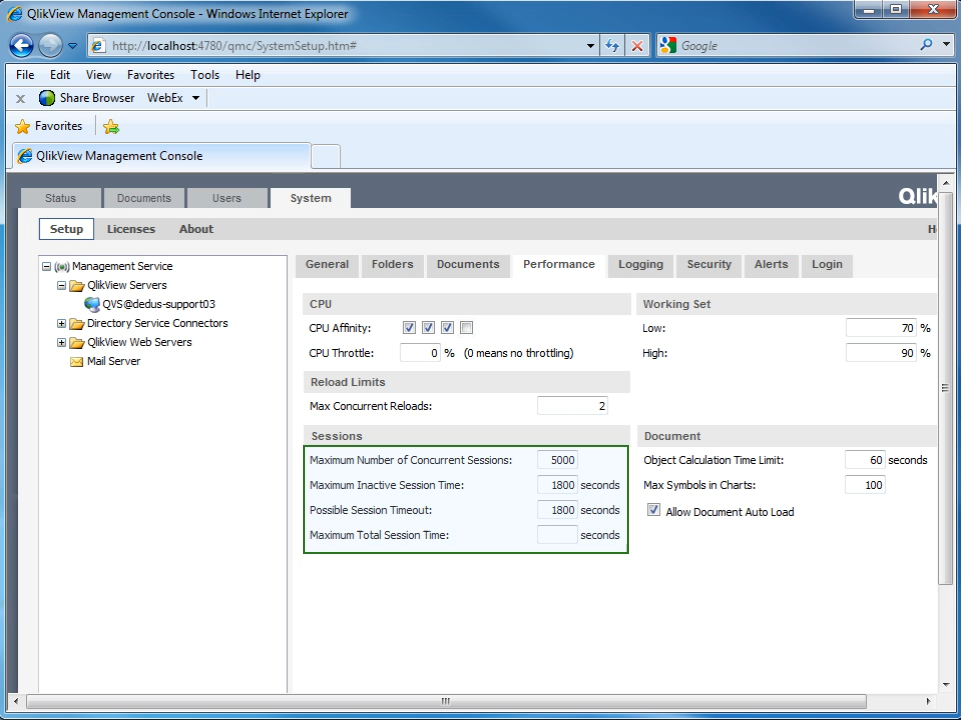 QlikView Management Console - Windows Internet Explorer
http://localhost:4780/qmc/SystemSetup.htm#
Google
File Edit View Favorites Tools Help
x Share Browser WebEx
Favorites
QlikView Management Console
Status Documents Users System
Qlik
Setup Licenses About
Management Service
QlikView Servers
QVS@dedus-support03
Directory Service Connectors
QlikView Web Servers
Mail Server
General Folders Documents Performance Logging Security Alerts Login
CPU
CPU Affinity:
CPU Throttle: 0 % (0 means no throttling)
Working Set
Low: 70 %
High: 90 %
Reload Limits
Max Concurrent Reloads: 2
Sessions
Maximum Number of Concurrent Sessions: 5000
Maximum Inactive Session Time: 1800 seconds
Possible Session Timeout: 1800 seconds
Maximum Total Session Time: seconds
Document
Object Calculation Time Limit: 60 seconds
Max Symbols in Charts: 100
Allow Document Auto Load